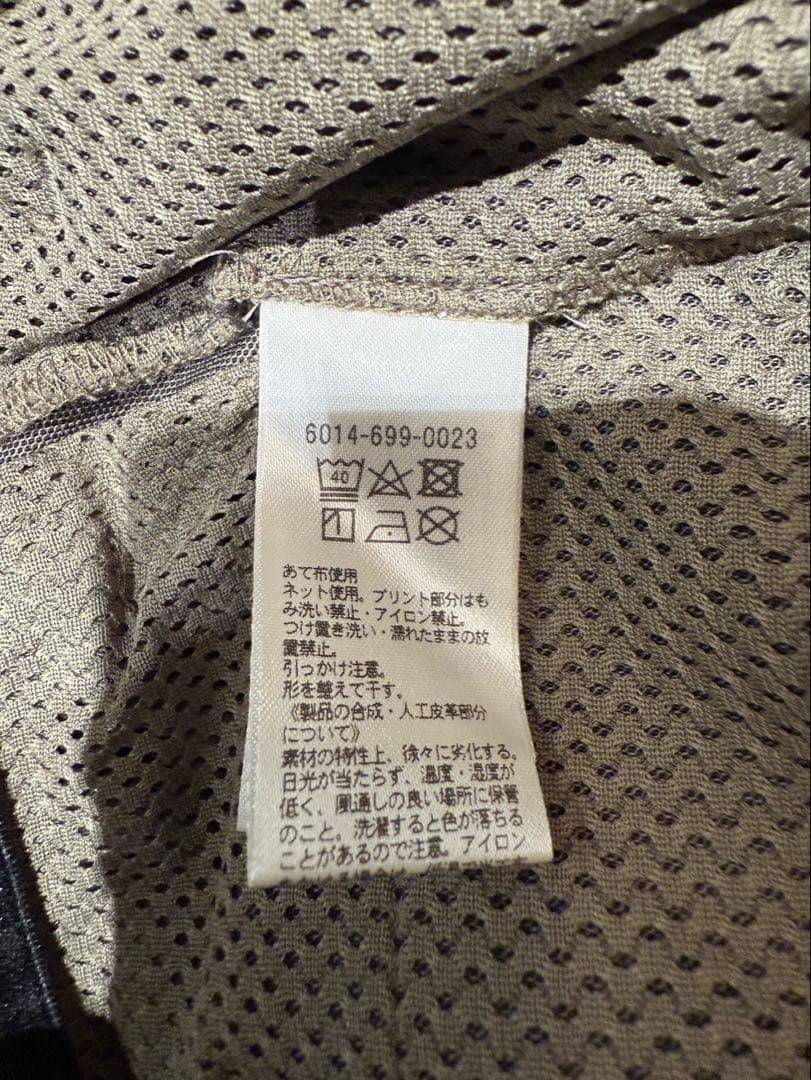 6014-699-0023
40
あて布使用
ネット使用。プリント部分はも
み洗い禁止・アイロン禁止。
つけ置き洗い・濡れたままの放
置禁止。
引っかけ注意。
形を整えて干す。
《製品の合成・人工皮革部分
について》
素材の特性上、徐々に劣化する。
日光が当たらず、温度・湿度が
低く、風通しの良い場所に保管
のこと。洗濯すると色が落ちる
ことがあるので注意。アイロン